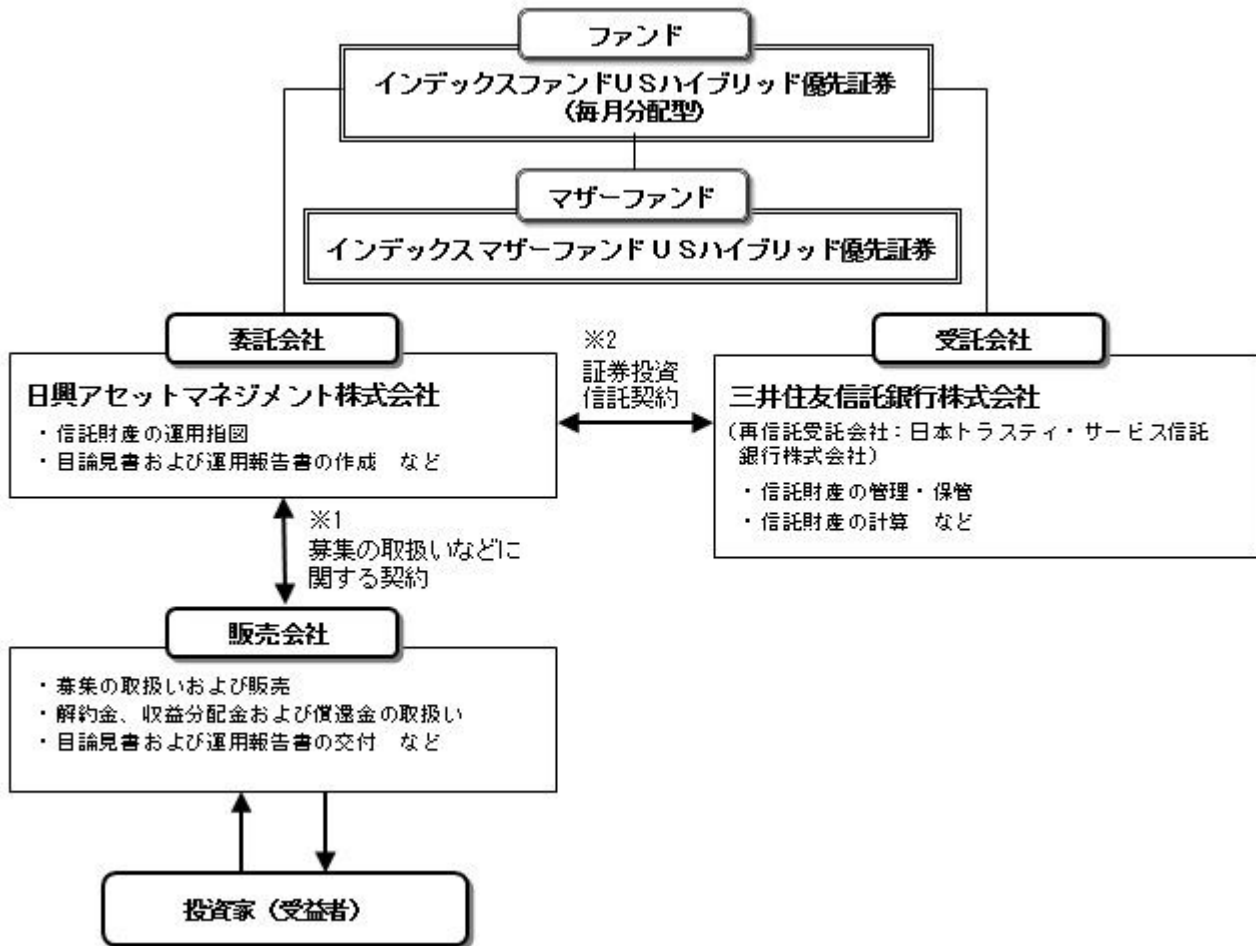 ファンド
インデックスファンドＵＳハイブリッド優先証券
（毎月分配型）
マザーファンド
インデックスマザーファンドＵＳハイブリッド優先証券
委託会社
日興アセットマネジメント株式会社
・信託財産の運用指図
・目論見書および運用報告書の作成　など
※2
証券投資
信託契約
受託会社
三井住友信託銀行株式会社
（再信託受託会社：日本トラスティ・サービス信託
銀行株式会社）
・信託財産の管理・保管
・信託財産の計算　など
※1
募集の取扱いなどに
関する契約
販売会社
・募集の取扱いおよび販売
・解約金、収益分配金および償還金の取扱い
・目論見書および運用報告書の交付　など
投資家（受益者）